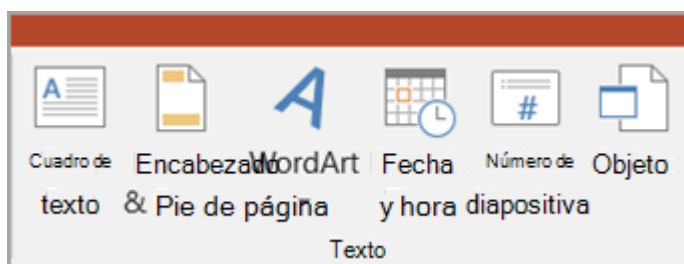 Cuadro de texto
Encabezado & Pie de página
WordArt
Fecha y hora
Número de diapositiva
Objeto
Texto